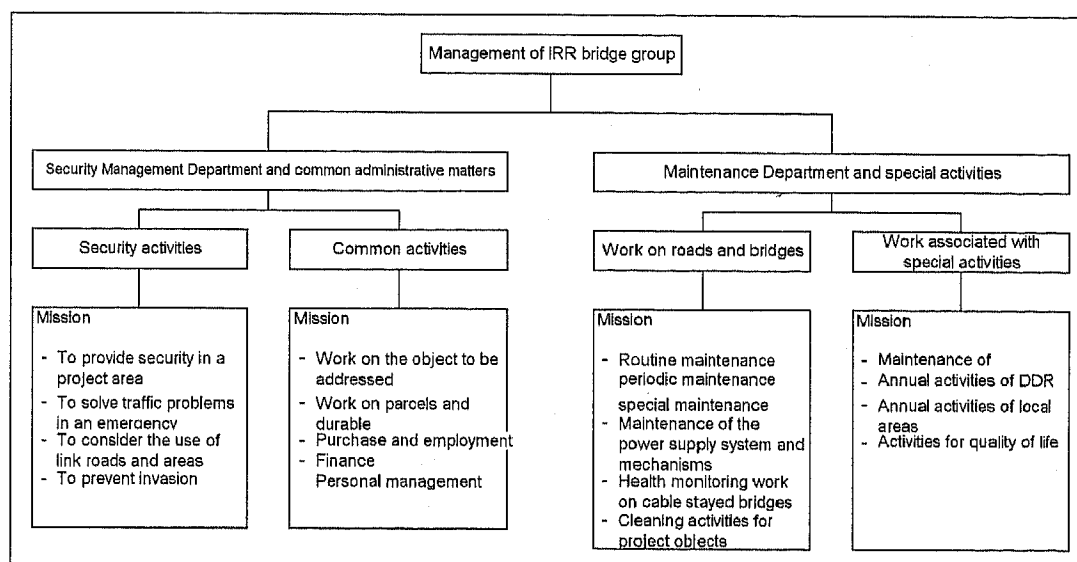 Management of IRR bridge group
Security Management Department and common administrative matters
Maintenance Department and special activities
Security activities
Common activities
Work on roads and bridges
Work associated with
special activities
Mission
- To provide security in a
project area
- To solve traffic problems
in an emergency
- To consider the use of
link roads and areas
- To prevent invasion
Mission
- Work on the object to be
addressed
- Work on parcels and
durable
- Purchase and employment
- Finance
Personal management
Mission
- Routine maintenance
periodic maintenance
special maintenance
- Maintenance of the
power supply system and
mechanisms
- Health monitoring work
on cable stayed bridges
- Cleaning activities for
project objects
Mission
- Maintenance of
- Annual activities of DDR
- Annual activities of local
areas
- Activities for quality of life